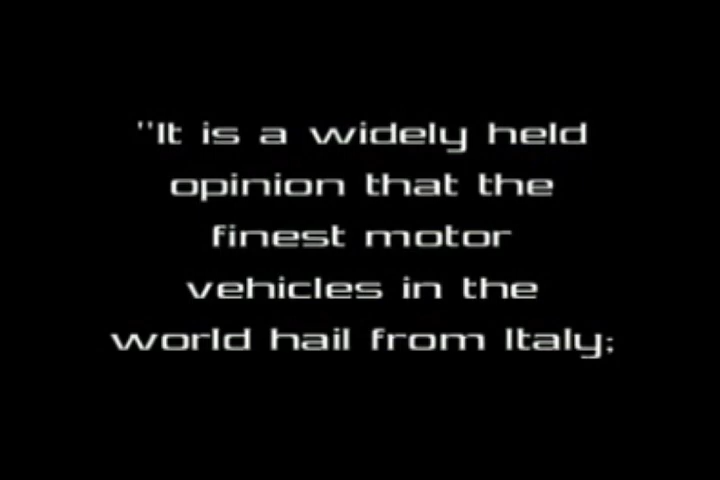 "It is a widely held
opinion that the
finest motor
vehicles in the
world hail from Italy;